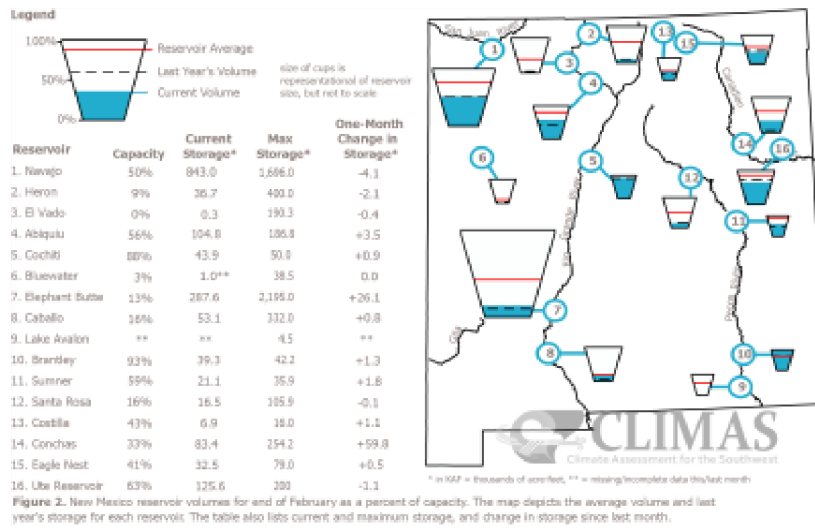 Legend
100%
50%
0%
Reservoir Average
Last Year's Volume
Current Volume
size of cups is
representational of reservoir
size, but not to scale
Reservoir Capacity Current Storage* Max Storage* One-Month Change in Storage*
1. Navajo 50% 843.0 1,696.0 -4.1
2. Heron 9% 36.7 400.0 -2.1
3. El Vado 0% 0.3 190.3 -0.4
4. Abiquiu 56% 104.8 186.8 +3.5
5. Cochiti 88% 43.9 50.0 +0.9
6. Bluewater 3% 1.0** 38.5 0.0
7. Elephant Butte 13% 287.6 2,195.0 +26.1
8. Caballo 16% 53.1 332.0 +0.8
9. Lake Avalon ** ** 4.5 **
10. Brantley 93% 39.3 42.2 +1.3
11. Sumner 59% 21.1 35.9 +1.8
12. Santa Rosa 16% 16.5 105.9 -0.1
13. Costilla 43% 6.9 16.0 +1.1
14. Conchas 33% 83.4 254.2 +59.8
15. Eagle Nest 41% 32.5 79.0 +0.5
16. Ute Reservoir 63% 125.6 200 -1.1
San Juan River
Canadian
Rio Grande River
Pecos River
Gila
1
2
3
4
5
6
7
8
9
10
11
12
13
14
15
16
CLIMAS
Climate Assessment for the Southwest
* in KAF = thousands of acre-feet, ** = missing/incomplete data this/last month
Figure 2. New Mexico reservoir volumes for end of February as a percent of capacity. The map depicts the average volume and last
year's storage for each reservoir. The table also lists current and maximum storage, and change in storage since last month.